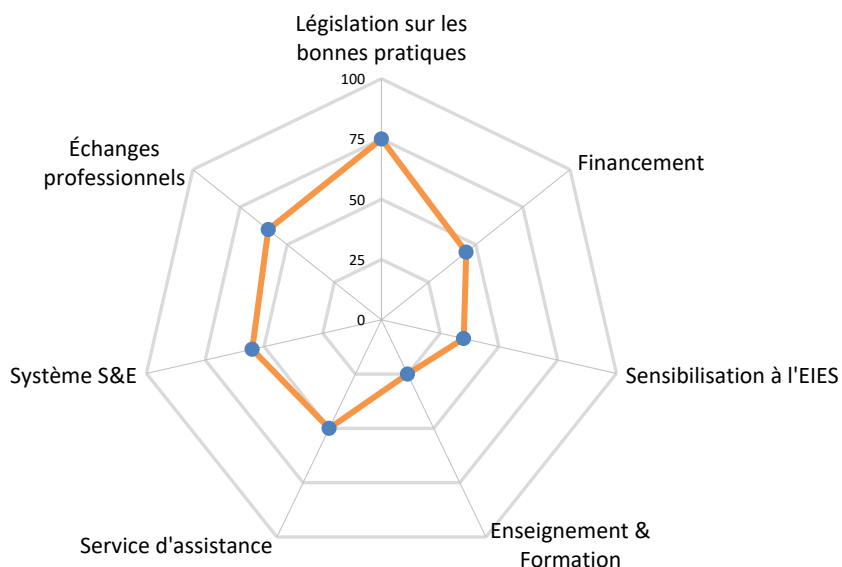 Législation sur les
bonnes pratiques
100
75
50
25
0
Financement
Sensibilisation à l'EIES
Enseignement &
Formation
Service d'assistance
Système S&E
Échanges
professionnels